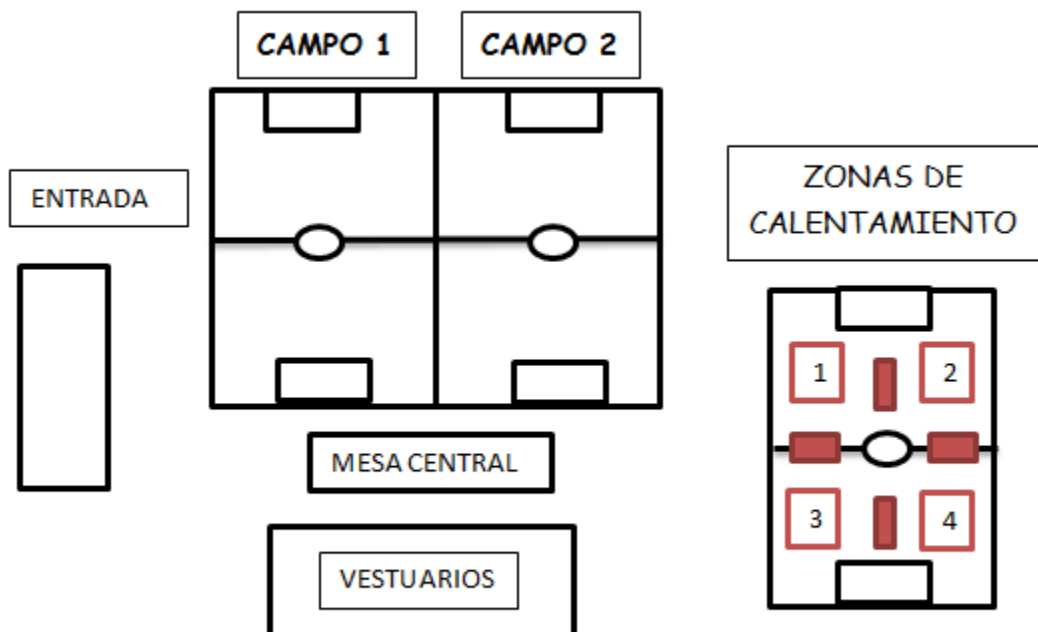 CAMPO 1
CAMPO 2
ENTRADA
ZONAS DE
CALENTAMIENTO
1
2
3
4
MESA CENTRAL
VESTUARIOS